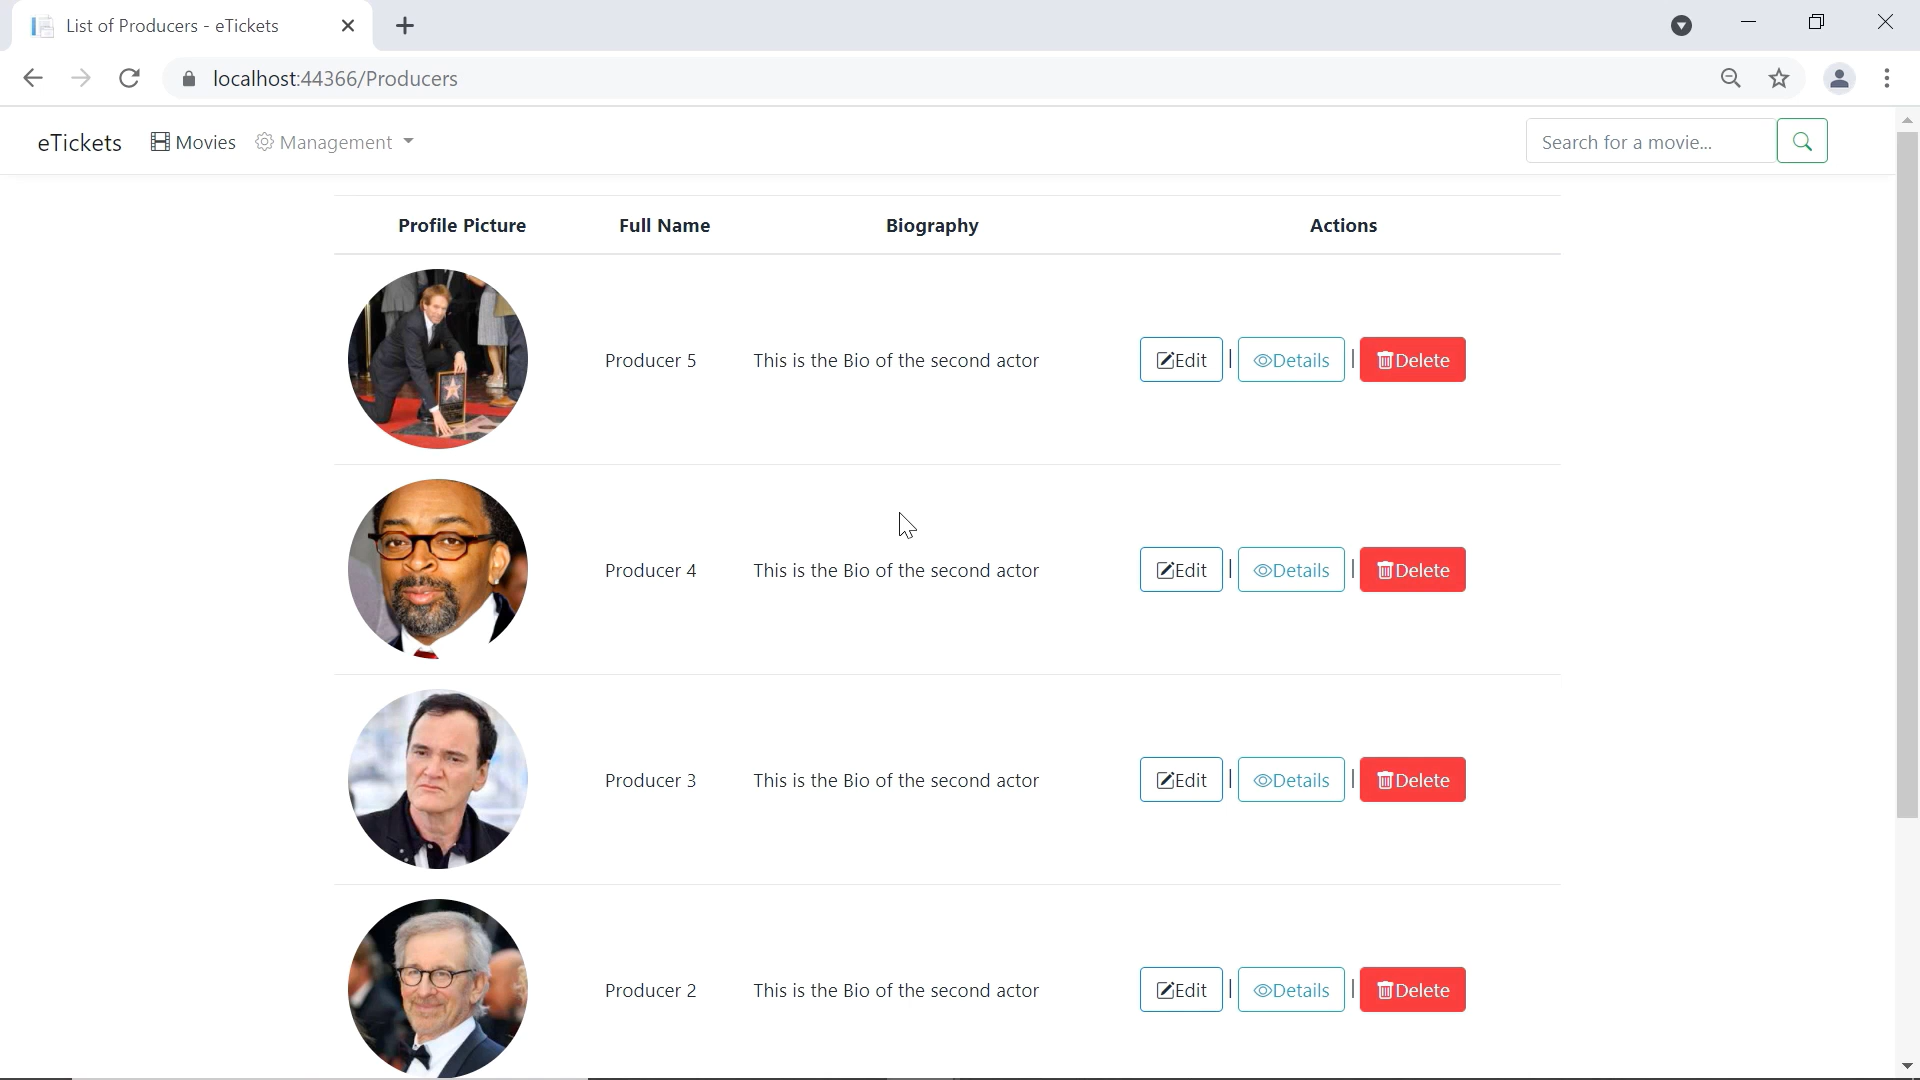 List of Producers - eTickets
localhost:44366/Producers
eTickets Movies Management Search for a movie...
Profile Picture Full Name Biography Actions
Producer 5 This is the Bio of the second actor Edit | Details | Delete
Producer 4 This is the Bio of the second actor Edit | Details | Delete
Producer 3 This is the Bio of the second actor Edit | Details | Delete
Producer 2 This is the Bio of the second actor Edit | Details | Delete